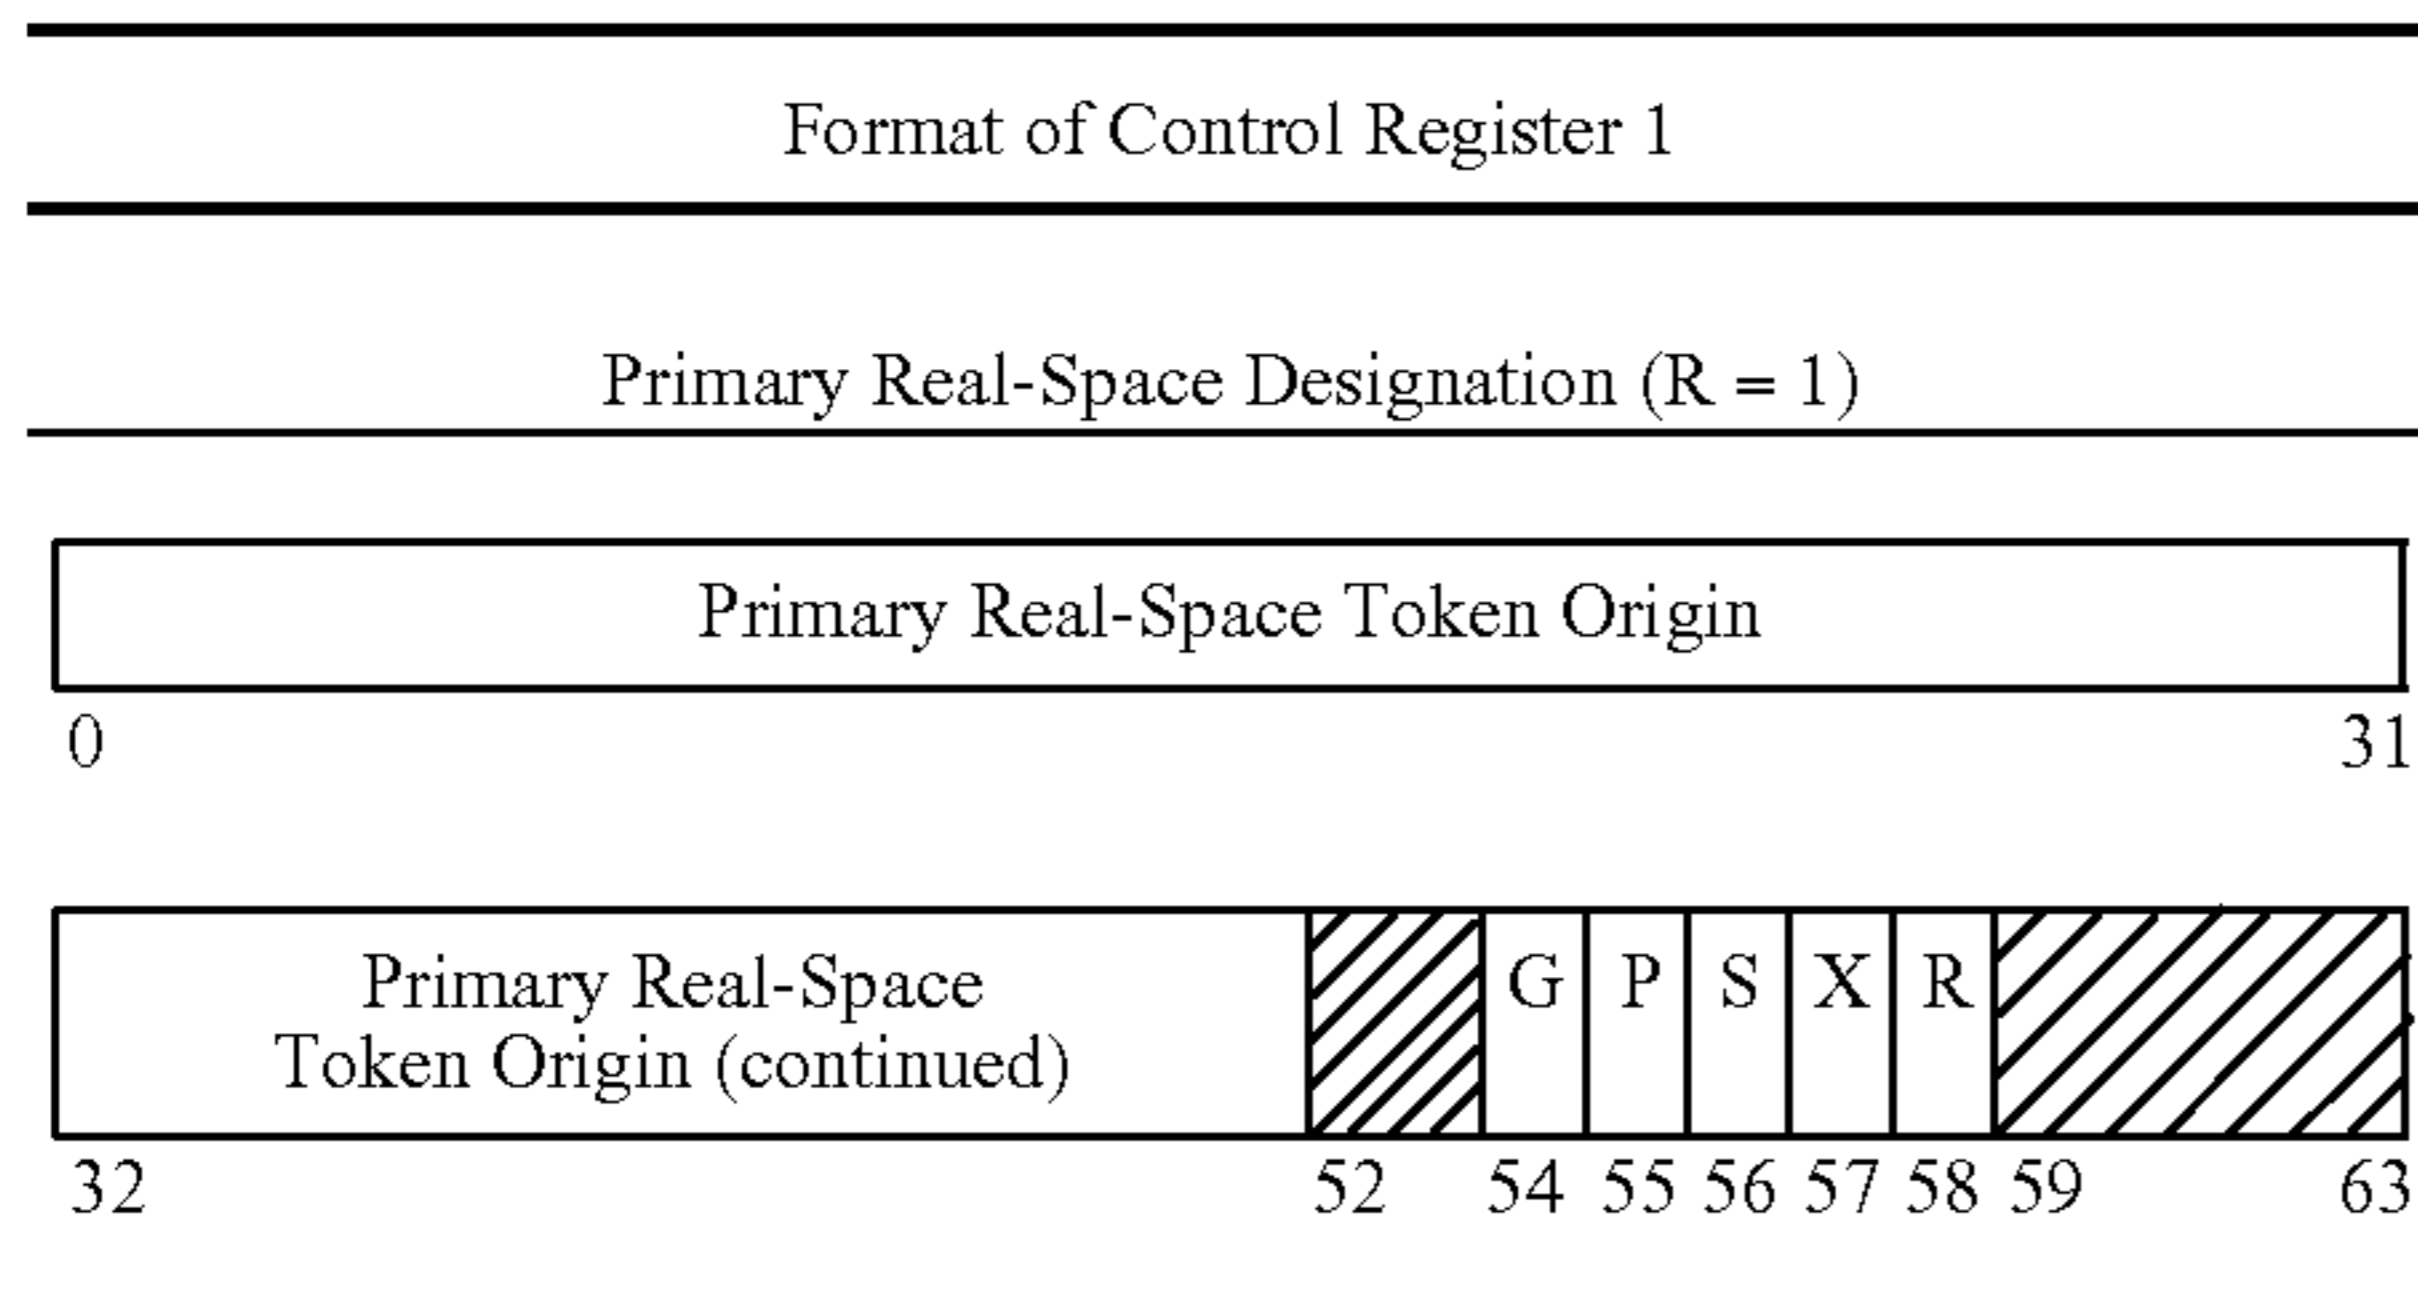 Format of Control Register 1
Primary Real-Space Designation (R = 1)
Primary Real-Space Token Origin
0 31
Primary Real-Space
Token Origin (continued)
G P S X R
32 52 54 55 56 57 58 59 63